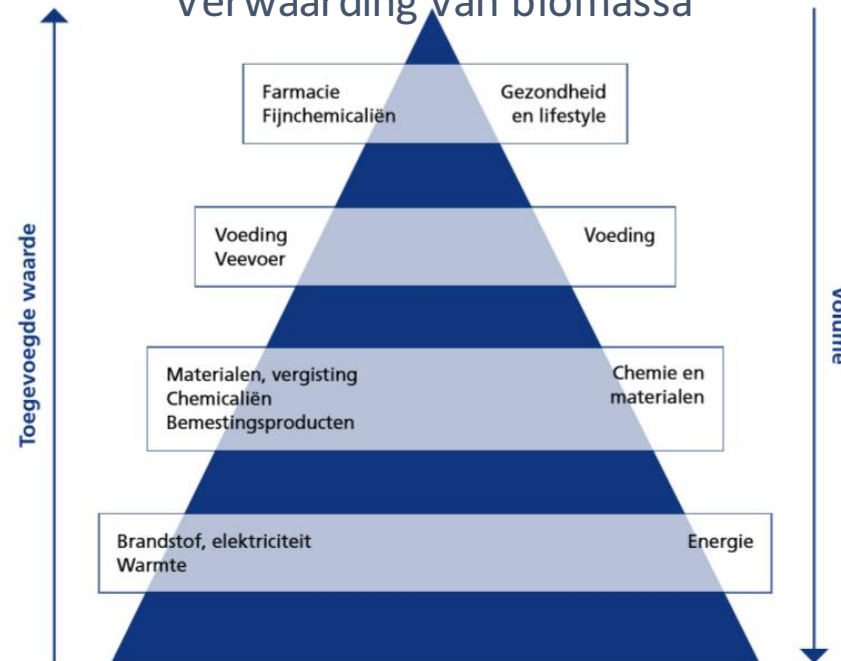 Verwaarding van biomassa
Farmacie
Fijnchemicaliën
Gezondheid
en lifestyle
Voeding
Veevoer
Voeding
Toegevoegde waarde
Volume
Materialen, vergisting
Chemicaliën
Bemestingsproducten
Chemie en
materialen
Brandstof, elektriciteit
Warmte
Energie